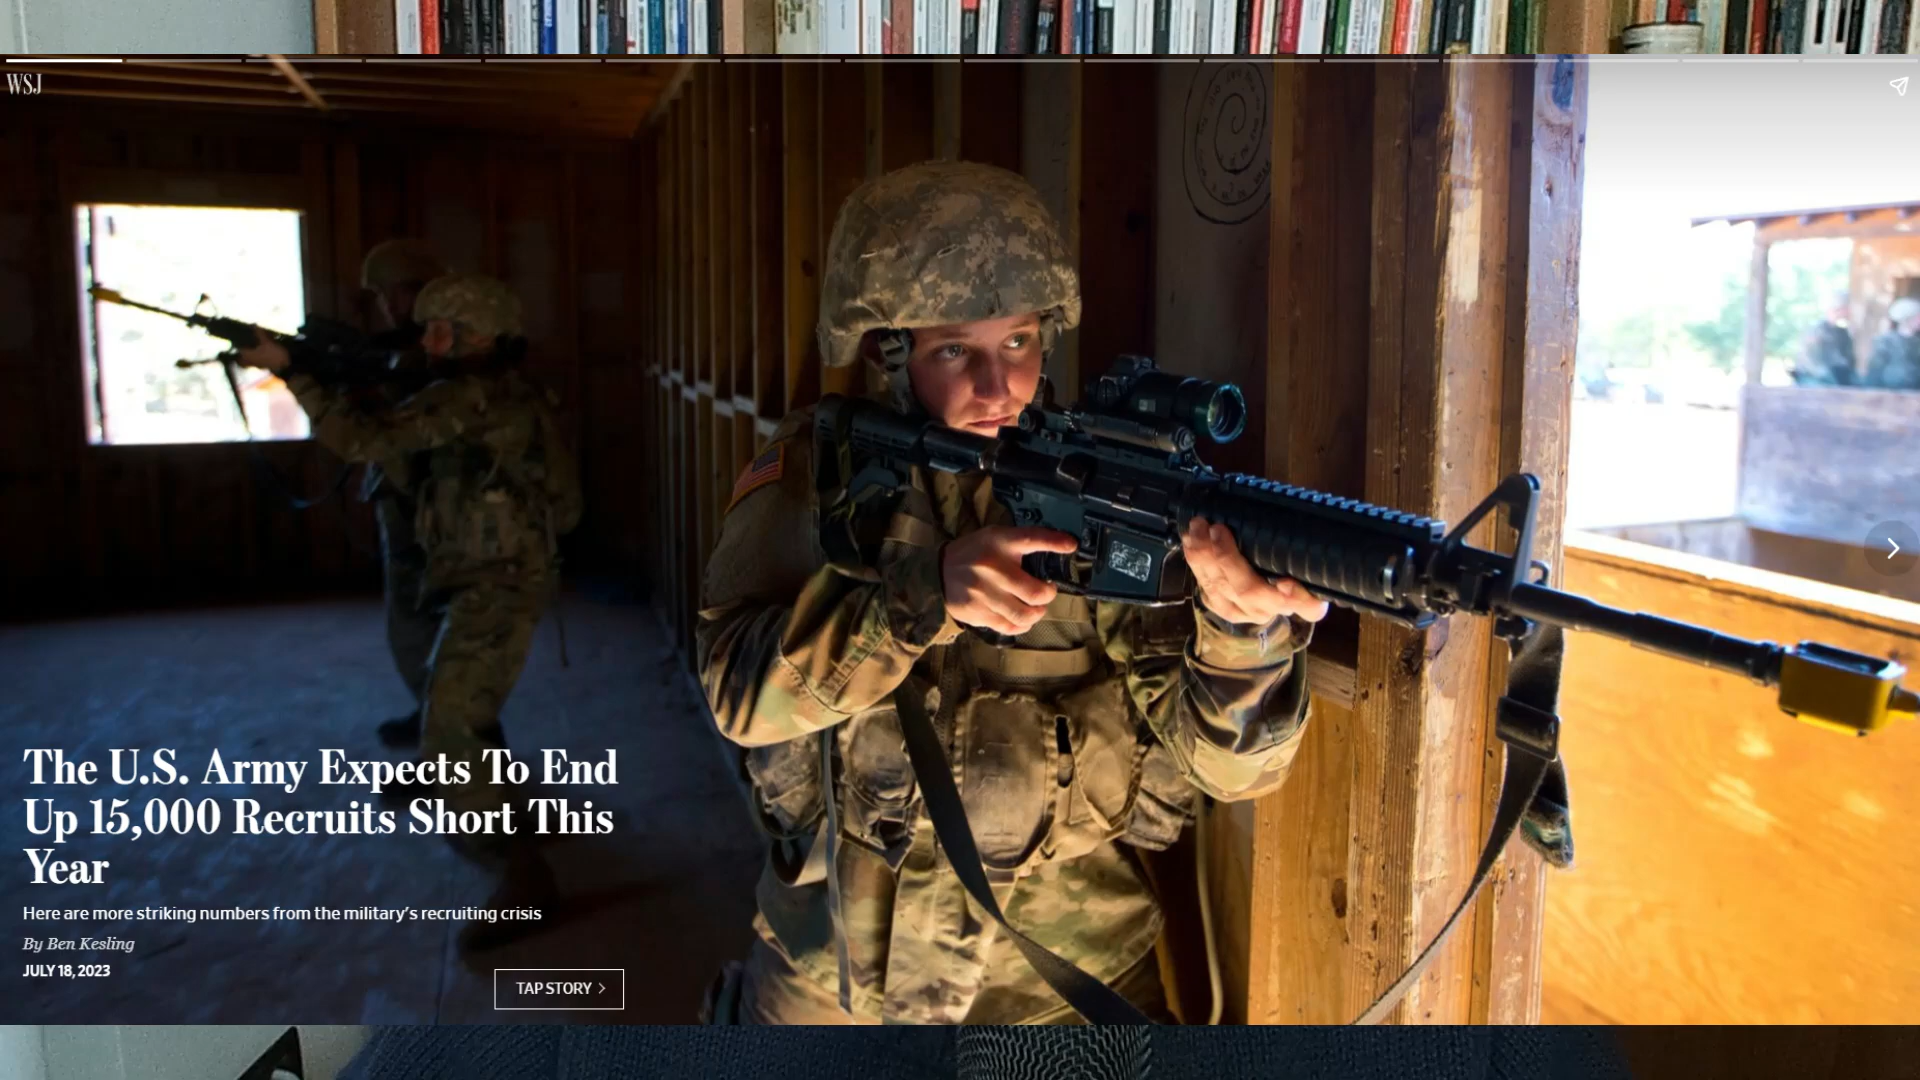 WSJ
The U.S. Army Expects To End
Up 15,000 Recruits Short This
Year
Here are more striking numbers from the military's recruiting crisis
By Ben Kesling
JULY 18, 2023
TAP STORY >